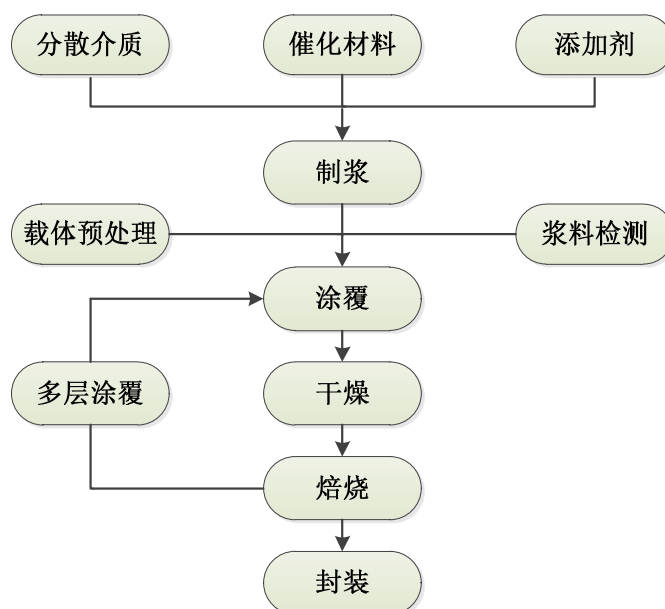 分散介质
催化材料
添加剂
制浆
载体预处理
浆料检测
涂覆
多层涂覆
干燥
焙烧
封装